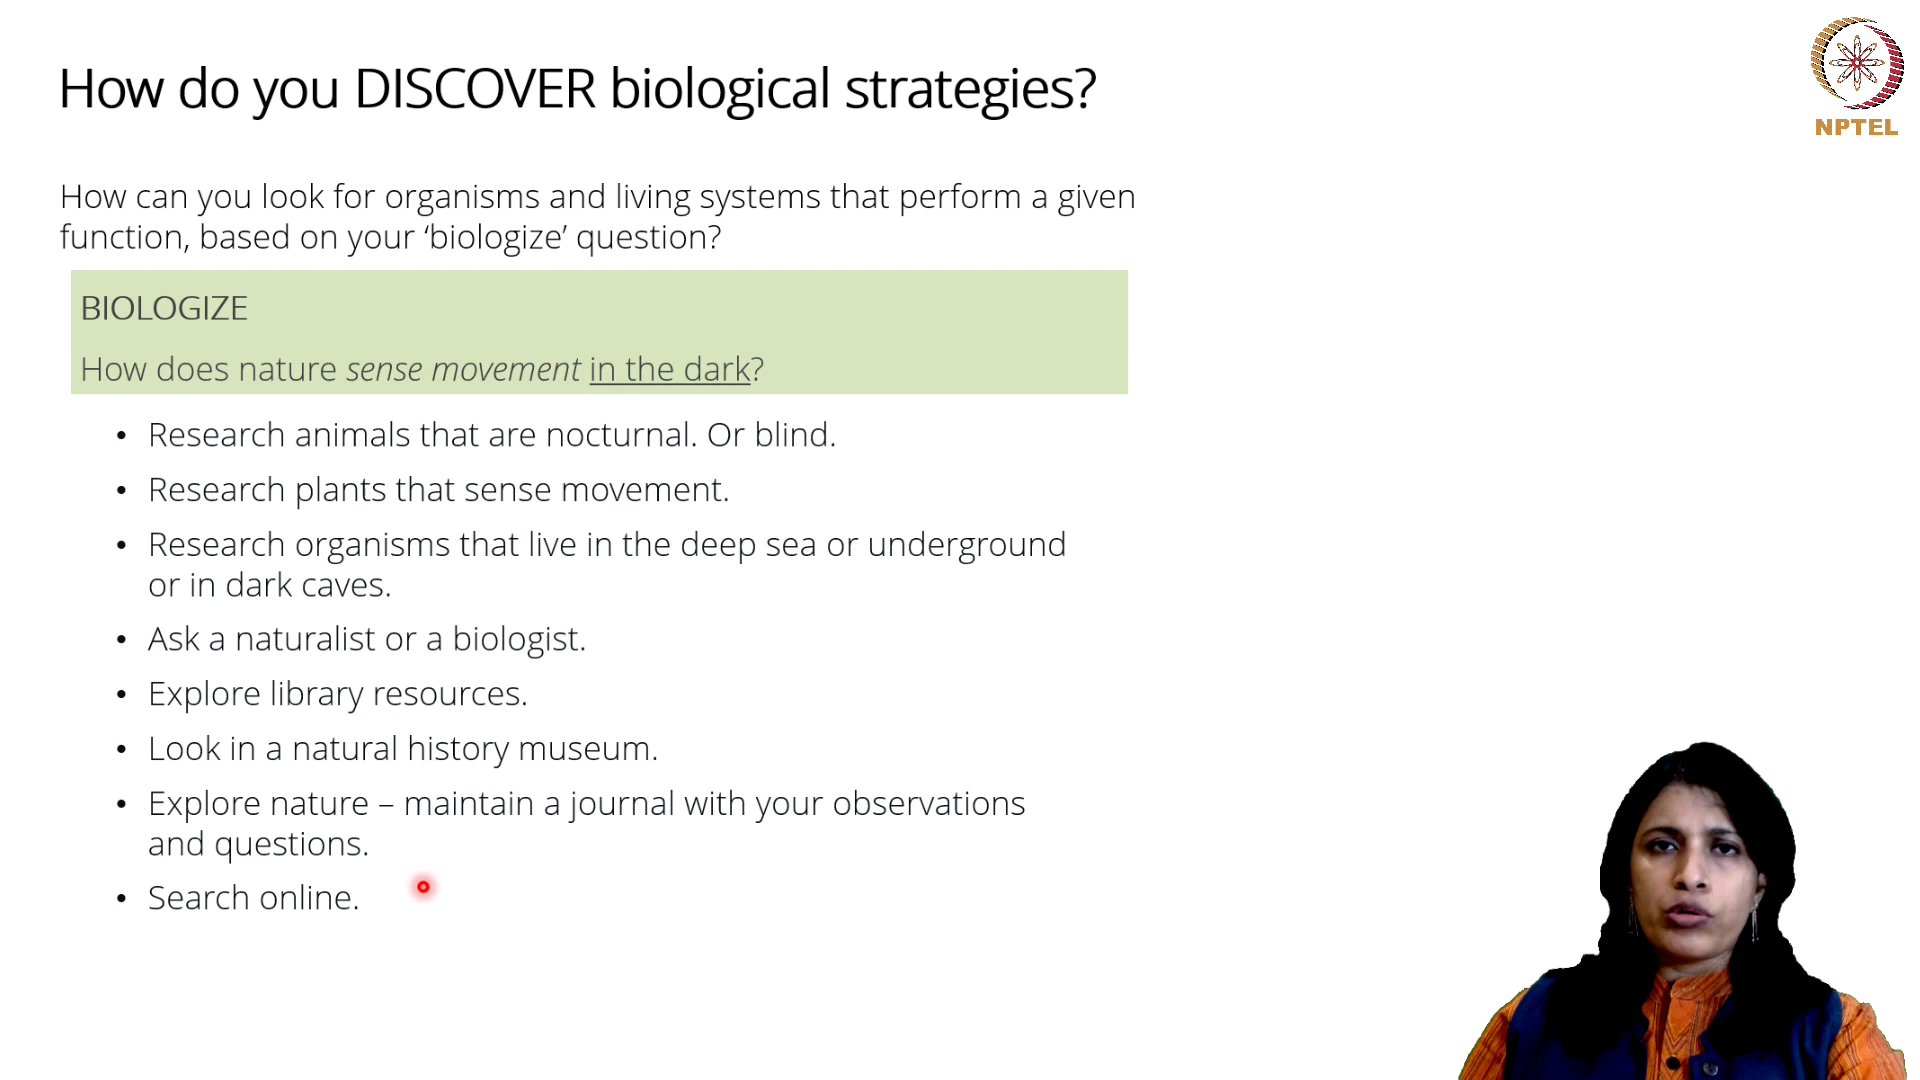 How do you DISCOVER biological strategies?
NPTEL
How can you look for organisms and living systems that perform a given
function, based on your ‘biologize’ question?
BIOLOGIZE
How does nature sense movement in the dark?
• Research animals that are nocturnal. Or blind.
• Research plants that sense movement.
• Research organisms that live in the deep sea or underground
or in dark caves.
• Ask a naturalist or a biologist.
• Explore library resources.
• Look in a natural history museum.
• Explore nature – maintain a journal with your observations
and questions.
• Search online.